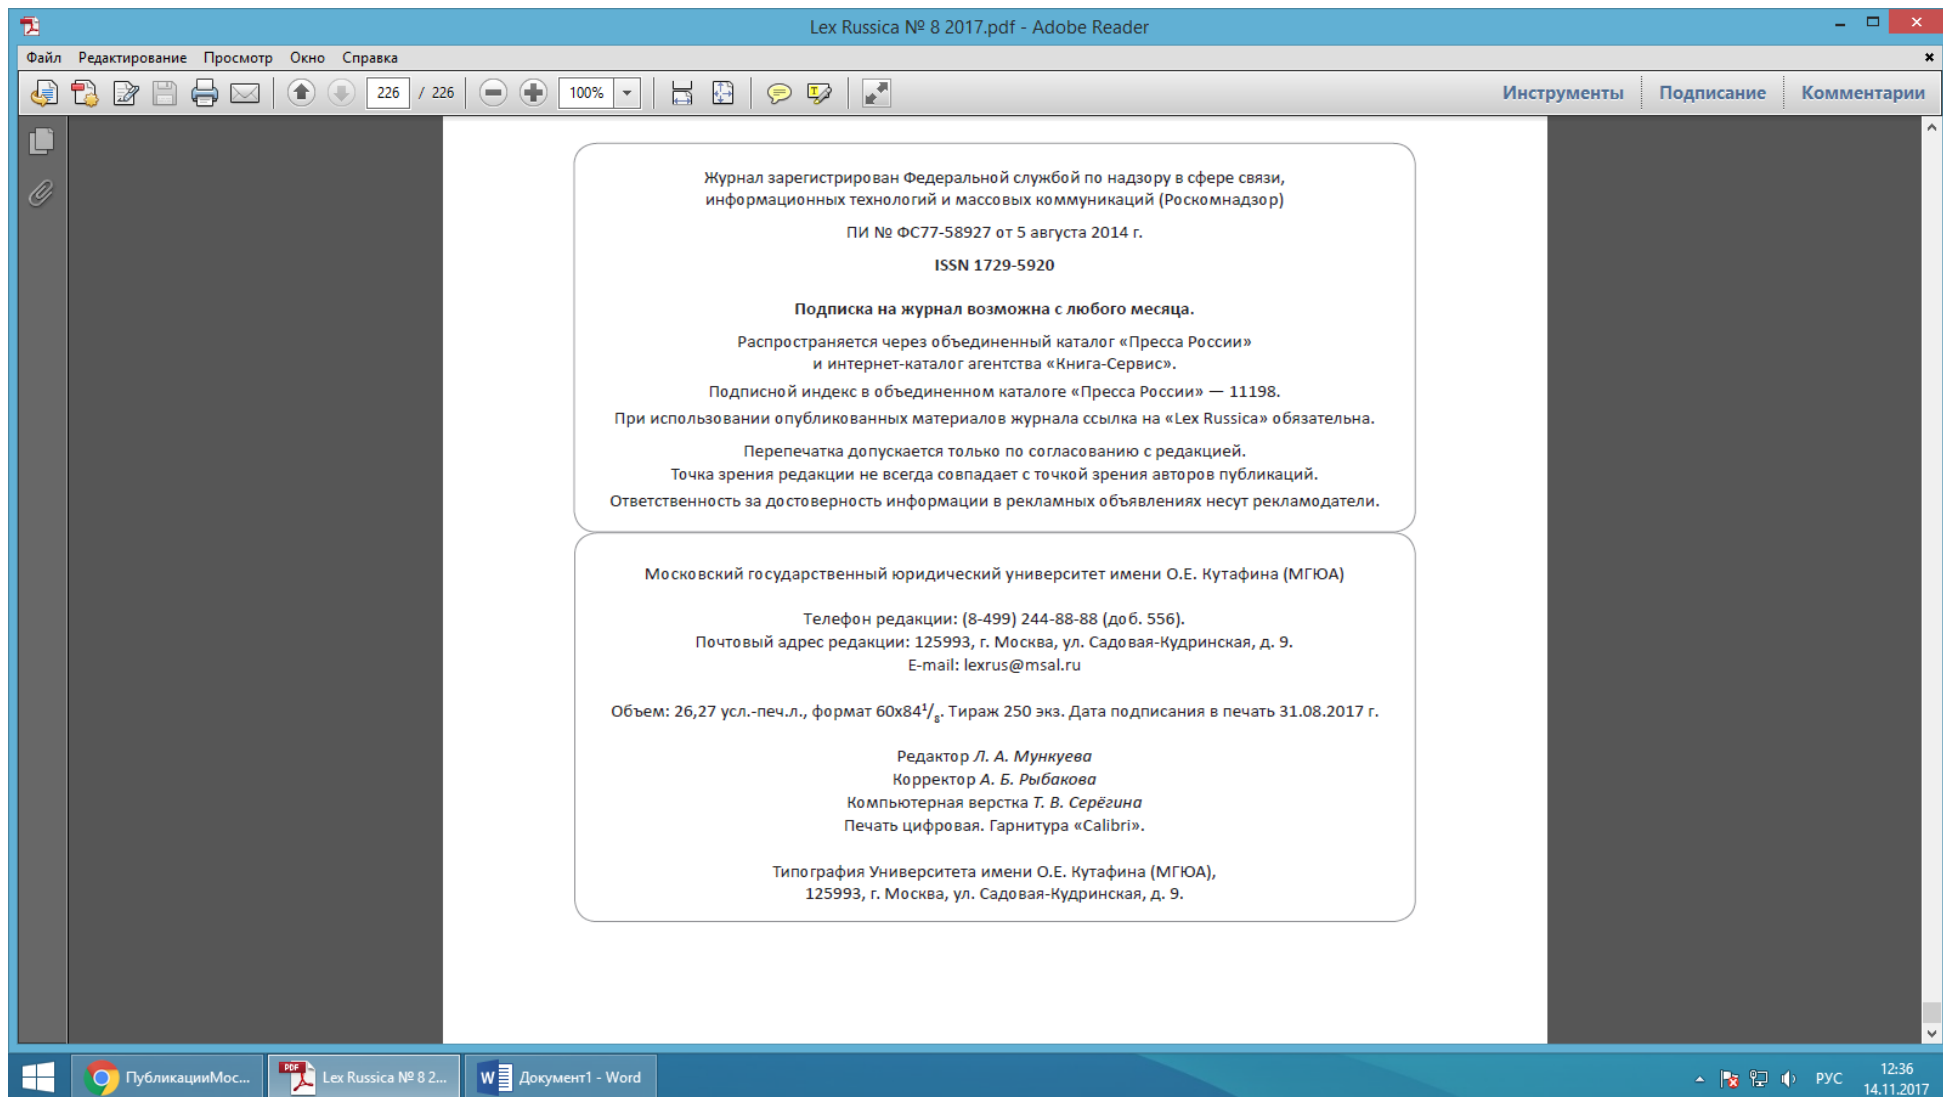 Lex Russica № 8 2017.pdf - Adobe Reader
Файл Редактирование Просмотр Окно Справка
226 / 226 100% Инструменты Подписание Комментарии
Журнал зарегистрирован Федеральной службой по надзору в сфере связи,
информационных технологий и массовых коммуникаций (Роскомнадзор)
ПИ № ФС77-58927 от 5 августа 2014 г.
ISSN 1729-5920
Подписка на журнал возможна с любого месяца.
Распространяется через объединенный каталог «Пресса России»
и интернет-каталог агентства «Книга-Сервис».
Подписной индекс в объединенном каталоге «Пресса России» — 11198.
При использовании опубликованных материалов журнала ссылка на «Lex Russica» обязательна.
Перепечатка допускается только по согласованию с редакцией.
Точка зрения редакции не всегда совпадает с точкой зрения авторов публикаций.
Ответственность за достоверность информации в рекламных объявлениях несут рекламодатели.
Московский государственный юридический университет имени О.Е. Кутафина (МГЮА)
Телефон редакции: (8-499) 244-88-88 (доб. 556).
Почтовый адрес редакции: 125993, г. Москва, ул. Садовая-Кудринская, д. 9.
E-mail: lexrus@msal.ru
Объем: 26,27 усл.-печ.л., формат 60х84¹/₈. Тираж 250 экз. Дата подписания в печать 31.08.2017 г.
Редактор Л. А. Мункуева
Корректор А. Б. Рыбакова
Компьютерная верстка Т. В. Серёгина
Печать цифровая. Гарнитура «Calibri».
Типография Университета имени О.Е. Кутафина (МГЮА),
125993, г. Москва, ул. Садовая-Кудринская, д. 9.
ПубликацииМос... PDF Lex Russica № 8 2... W Документ1 - Word РУС 12:36
14.11.2017